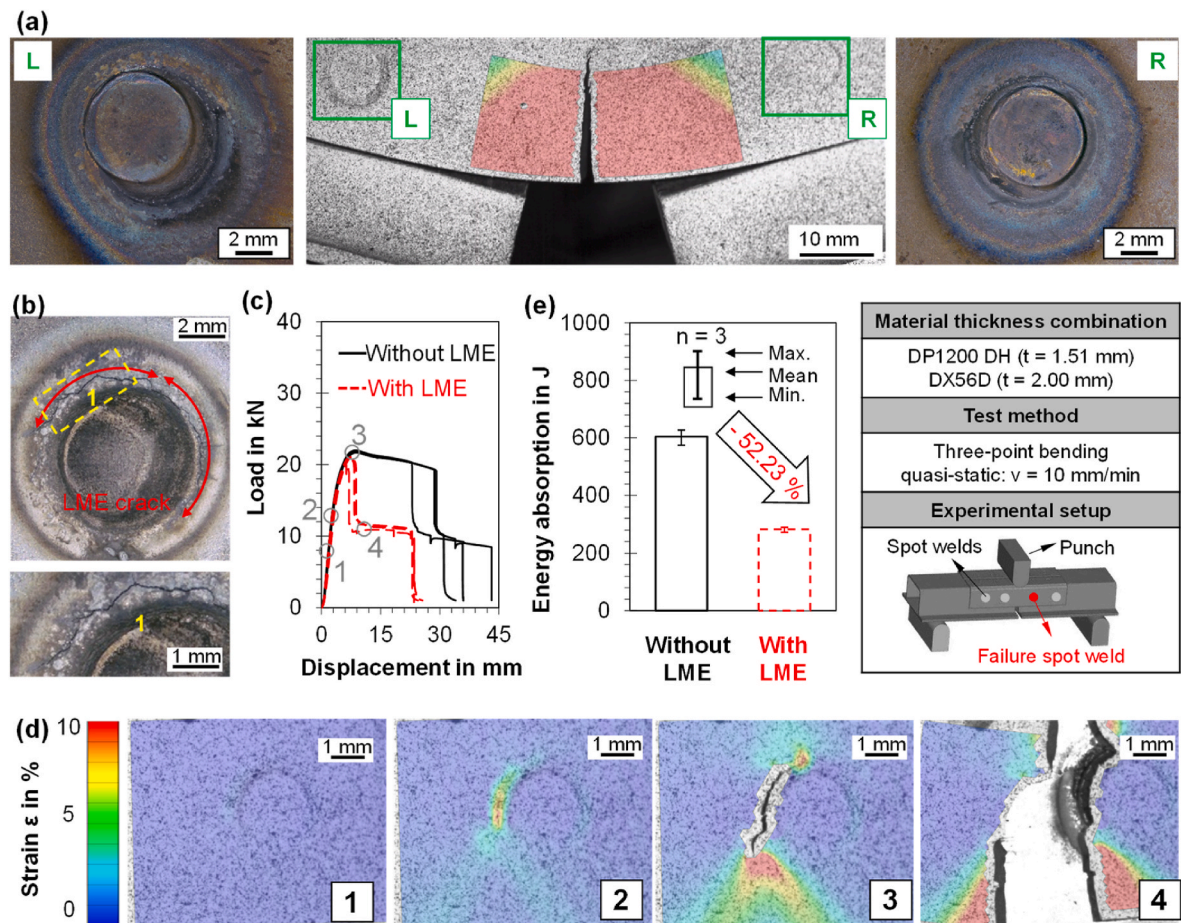 (a)
L
2 mm
L
R
10 mm
R
2 mm
(b)
2 mm
1
LME crack
1
1 mm
(c)
Load in kN
40
30
20
10
0
Without LME
With LME
3
2
1
4
0 15 30 45
Displacement in mm
(e)
Energy absorption in J
1000
800
600
400
200
0
n = 3
Max.
Mean
Min.
- 52.23 %
Without
LME
With
LME
Material thickness combination
DP1200 DH (t = 1.51 mm)
DX56D (t = 2.00 mm)
Test method
Three-point bending
quasi-static: v = 10 mm/min
Experimental setup
Spot welds
Punch
Failure spot weld
(d)
Strain ε in %
10
5
0
1 mm
1
1 mm
2
1 mm
3
1 mm
4